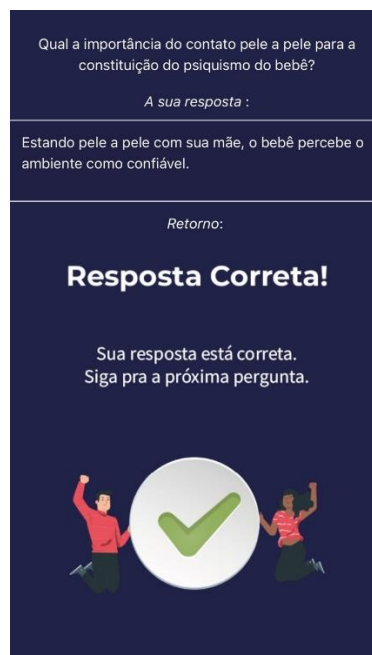 Qual a importância do contato pele a pele para a
constituição do psiquismo do bebê?
A sua resposta :
Estando pele a pele com sua mãe, o bebê percebe o
ambiente como confiável.
Retorno:
Resposta Correta!
Sua resposta está correta.
Siga pra a próxima pergunta.